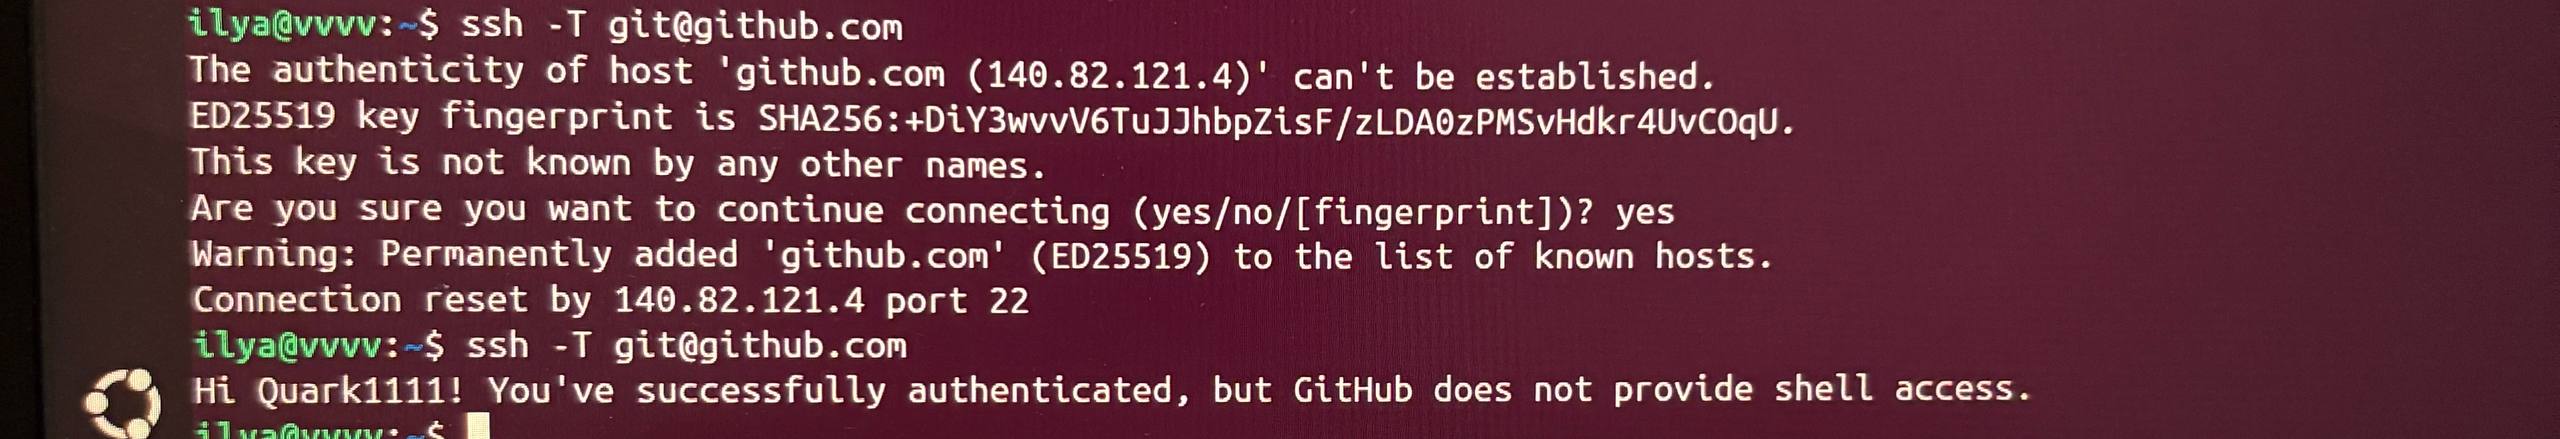 ilya@vvvv:~$ ssh -T git@github.com
The authenticity of host 'github.com (140.82.121.4)' can't be established.
ED25519 key fingerprint is SHA256:+DiY3wvvV6TuJJhbpZisF/zLDA0zPMSvHdkr4UvCOqU.
This key is not known by any other names.
Are you sure you want to continue connecting (yes/no/[fingerprint])? yes
Warning: Permanently added 'github.com' (ED25519) to the list of known hosts.
Connection reset by 140.82.121.4 port 22
ilya@vvvv:~$ ssh -T git@github.com
Hi Quark1111! You've successfully authenticated, but GitHub does not provide shell access.
ilya@vvvv:~$